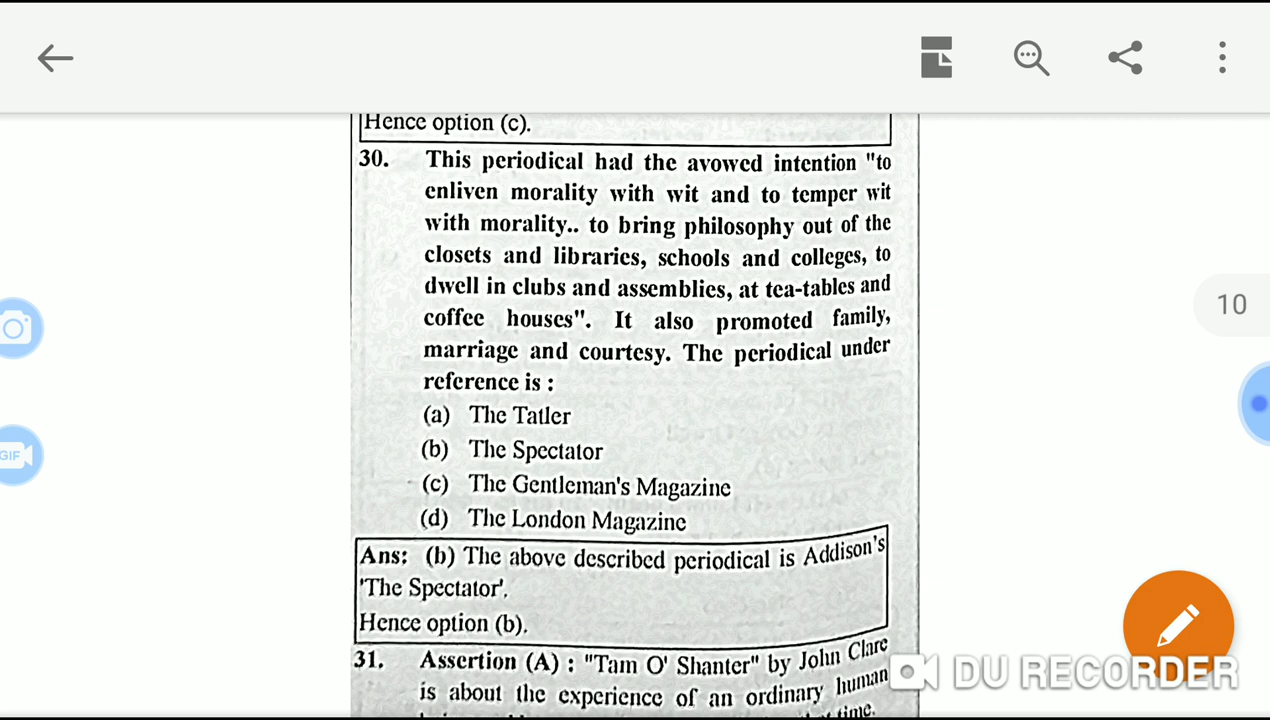 Hence option (c).
30. This periodical had the avowed intention "to
enliven morality with wit and to temper wit
with morality.. to bring philosophy out of the
closets and libraries, schools and colleges, to
dwell in clubs and assemblies, at tea-tables and
coffee houses". It also promoted family,
marriage and courtesy. The periodical under
reference is :
(a) The Tatler
(b) The Spectator
(c) The Gentleman's Magazine
(d) The London Magazine
Ans: (b) The above described periodical is Addison's
'The Spectator'.
Hence option (b).
31. Assertion (A) : "Tam O' Shanter" by John Clare
is about the experience of an ordinary human
time.
10
GIF
DU RECORDER